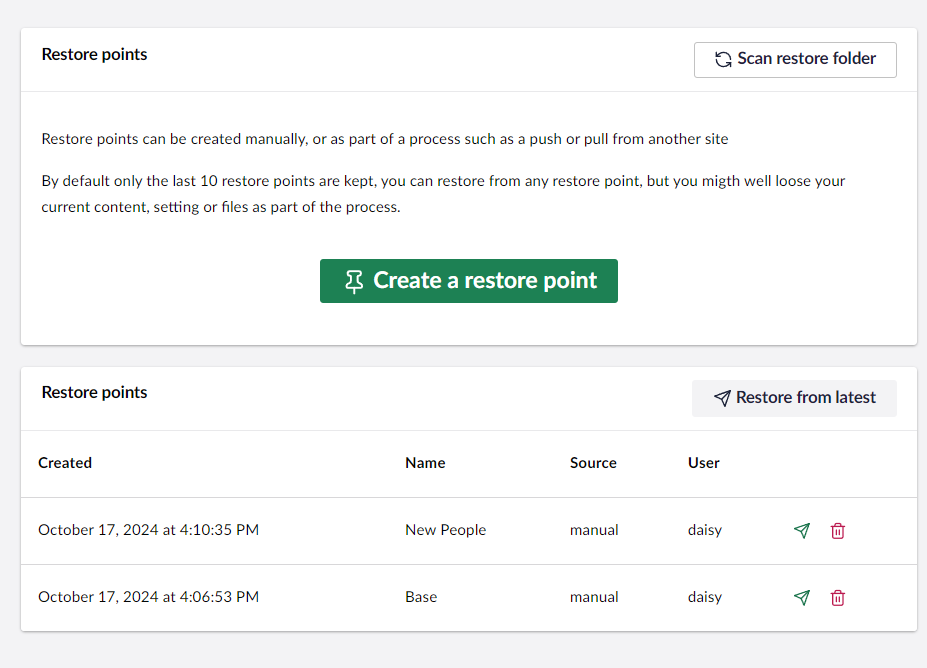 Restore points
Scan restore folder
Restore points can be created manually, or as part of a process such as a push or pull from another site
By default only the last 10 restore points are kept, you can restore from any restore point, but you migth well loose your
current content, setting or files as part of the process.
Create a restore point
Restore points
Restore from latest
Created Name Source User
October 17, 2024 at 4:10:35 PM New People manual daisy
October 17, 2024 at 4:06:53 PM Base manual daisy